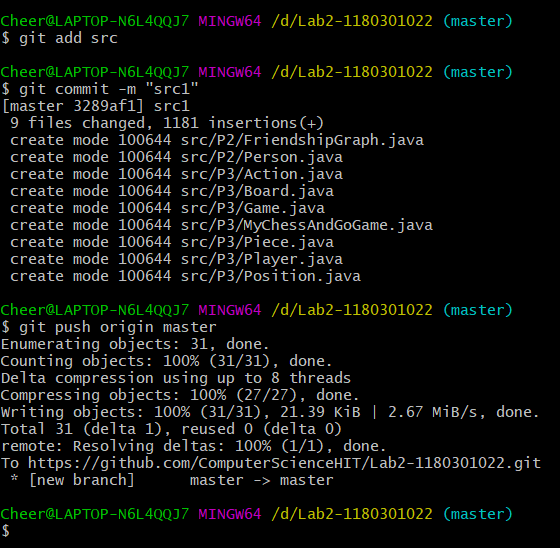 Cheer@LAPTOP-N6L4QQJ7 MINGW64 /d/Lab2-1180301022 (master)
$ git add src
Cheer@LAPTOP-N6L4QQJ7 MINGW64 /d/Lab2-1180301022 (master)
$ git commit -m "src1"
[master 3289af1] src1
 9 files changed, 1181 insertions(+)
 create mode 100644 src/P2/FriendshipGraph.java
 create mode 100644 src/P2/Person.java
 create mode 100644 src/P3/Action.java
 create mode 100644 src/P3/Board.java
 create mode 100644 src/P3/Game.java
 create mode 100644 src/P3/MyChessAndGoGame.java
 create mode 100644 src/P3/Piece.java
 create mode 100644 src/P3/Player.java
 create mode 100644 src/P3/Position.java
Cheer@LAPTOP-N6L4QQJ7 MINGW64 /d/Lab2-1180301022 (master)
$ git push origin master
Enumerating objects: 31, done.
Counting objects: 100% (31/31), done.
Delta compression using up to 8 threads
Compressing objects: 100% (27/27), done.
Writing objects: 100% (31/31), 21.39 KiB | 2.67 MiB/s, done.
Total 31 (delta 1), reused 0 (delta 0)
remote: Resolving deltas: 100% (1/1), done.
To https://github.com/ComputerScienceHIT/Lab2-1180301022.git
 * [new branch]      master -> master
Cheer@LAPTOP-N6L4QQJ7 MINGW64 /d/Lab2-1180301022 (master)
$